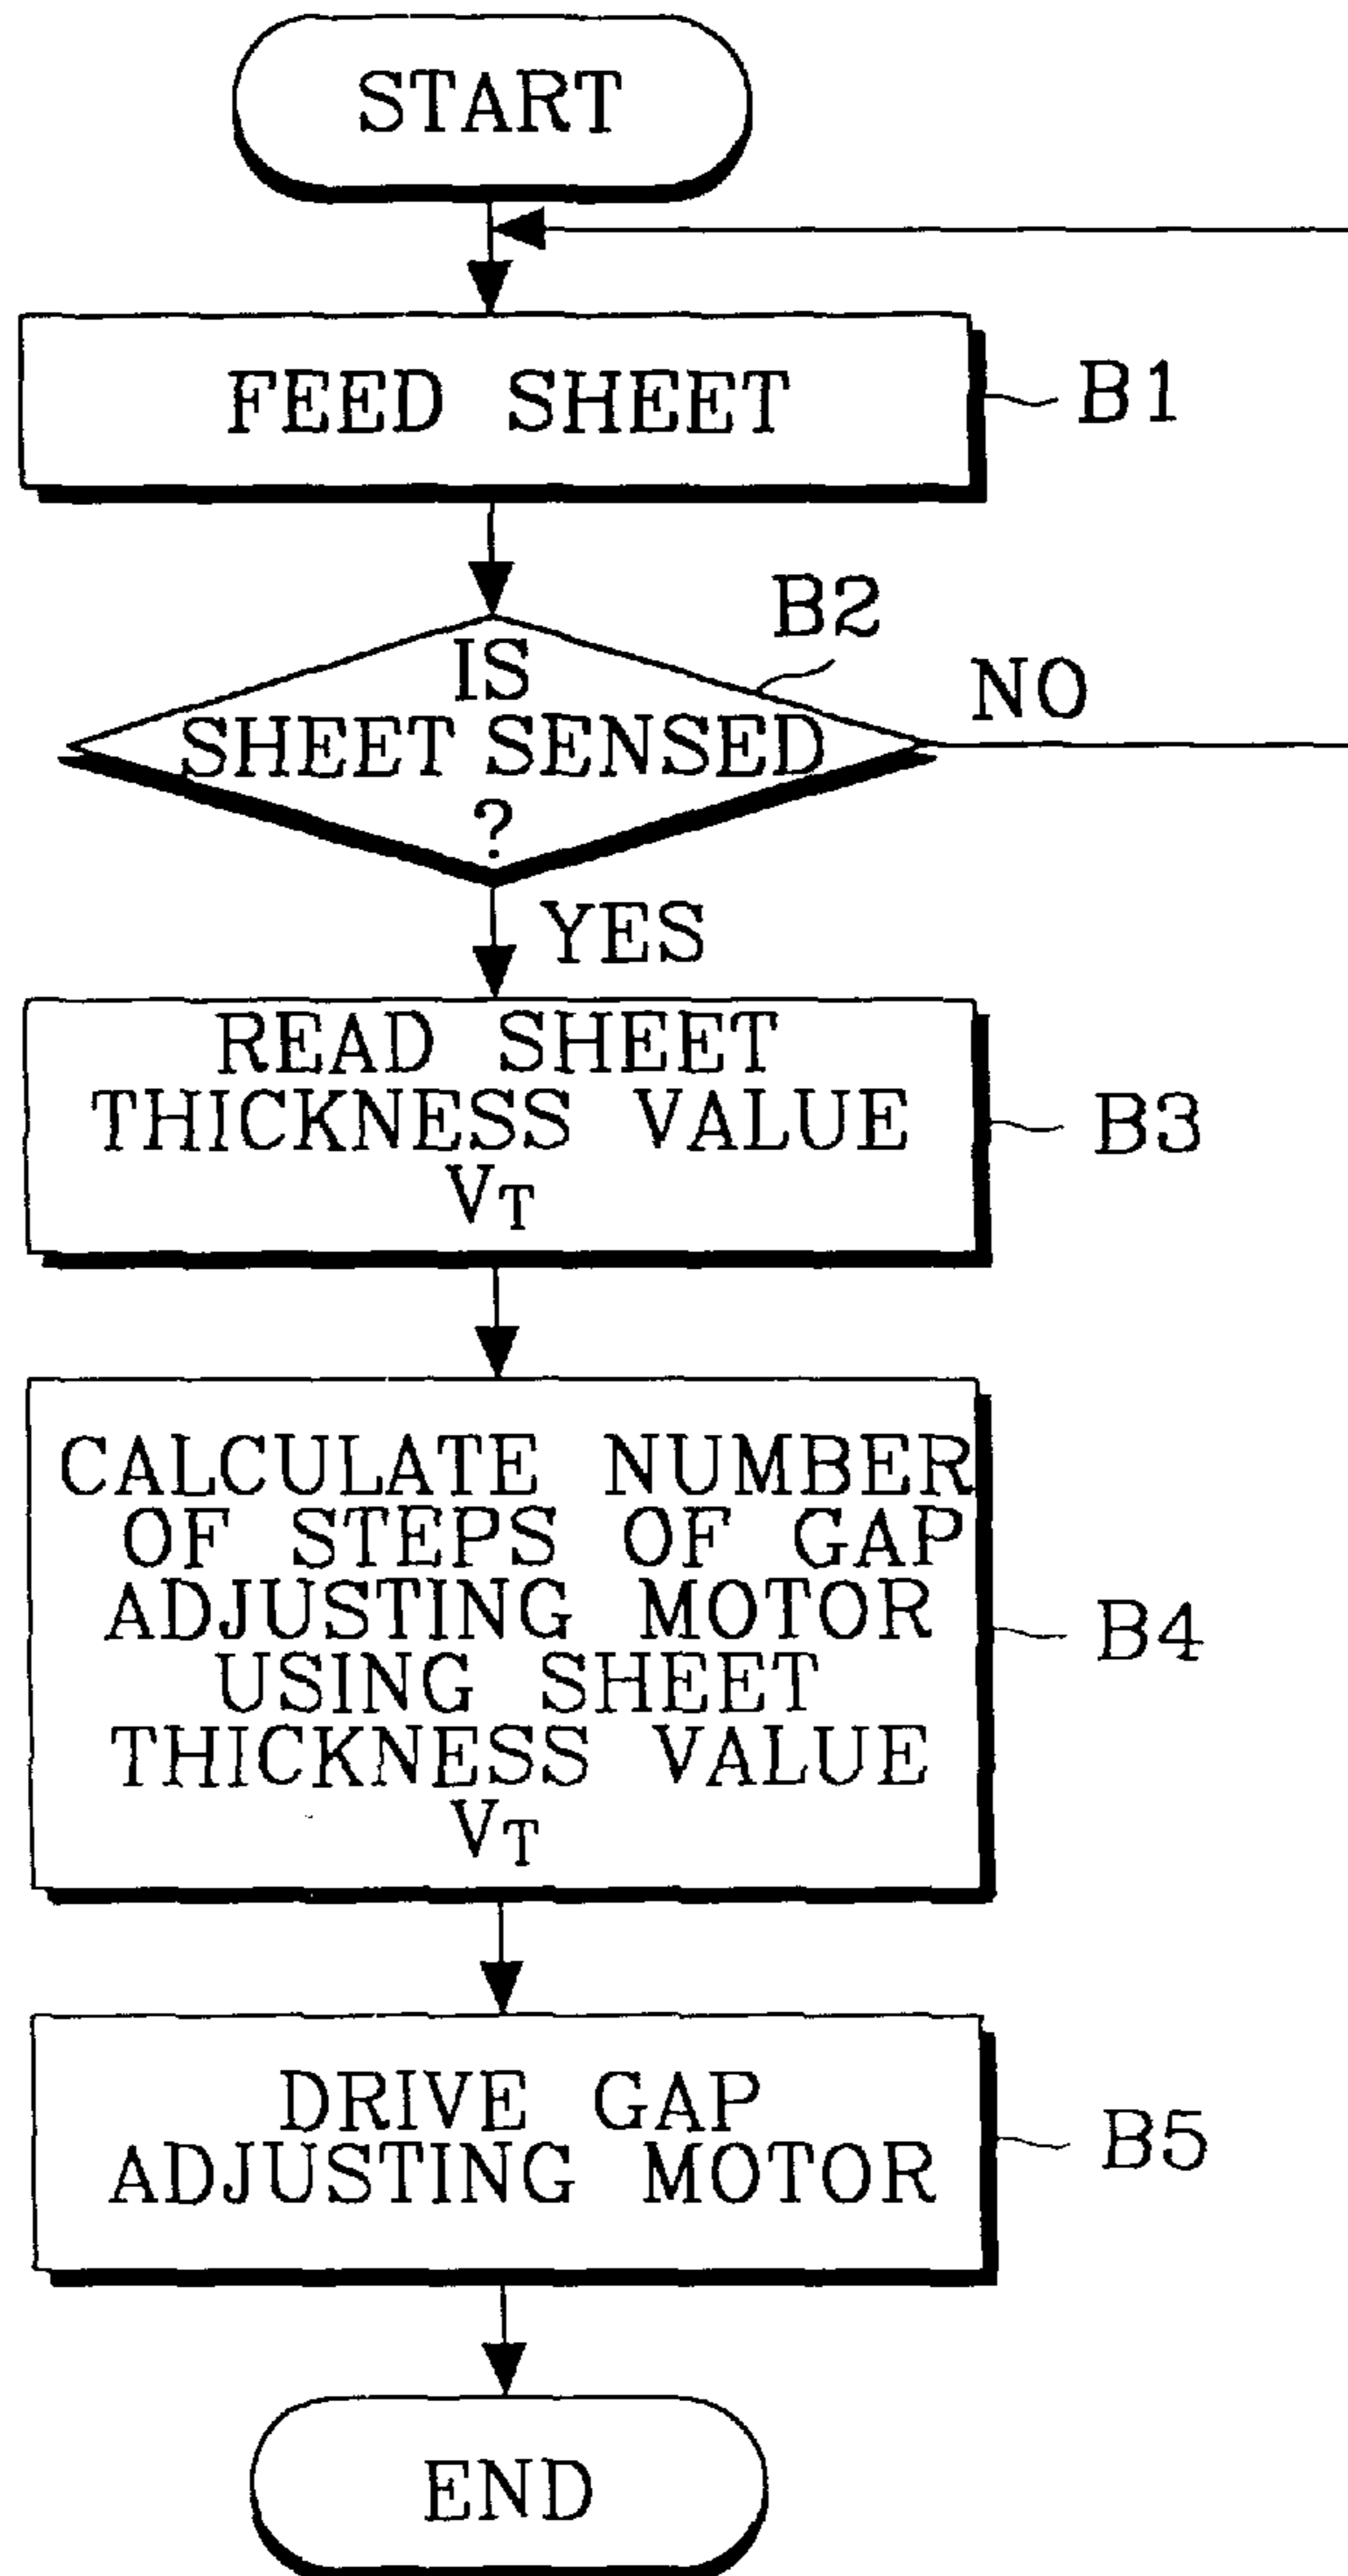 START
FEED SHEET
B1
B2
IS
SHEET SENSED
?
NO
YES
READ SHEET
THICKNESS VALUE
VT
B3
CALCULATE NUMBER
OF STEPS OF GAP
ADJUSTING MOTOR
USING SHEET
THICKNESS VALUE
VT
B4
DRIVE GAP
ADJUSTING MOTOR
B5
END